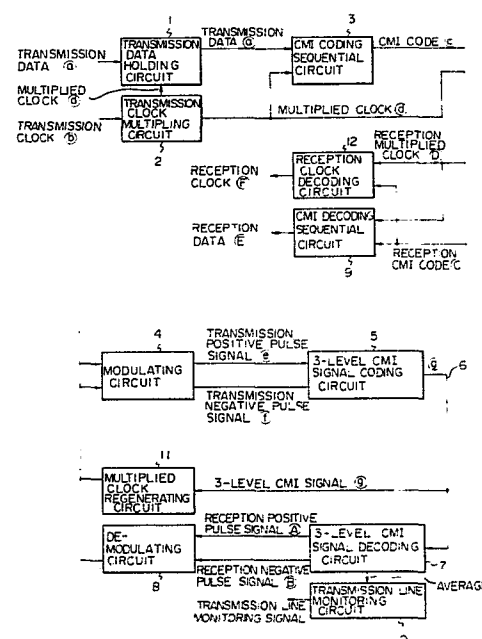 1
3
TRANSMISSION
DATA ⓐ
TRANSMISSION
DATA
HOLDING
CIRCUIT
TRANSMISSION
DATA ⓐ
CMI CODING
SEQUENTIAL
CIRCUIT
CMI CODE c
MULTIPLIED
CLOCK ⓓ
TRANSMISSION
CLOCK ⓑ
TRANSMISSION
CLOCK
MULTIPLING
CIRCUIT
2
MULTIPLIED CLOCK ⓓ
12
RECEPTION
MULTIPLIED
CLOCK D
RECEPTION
CLOCK Ⓕ
RECEPTION
CLOCK
DECODING
CIRCUIT
RECEPTION
DATA Ⓔ
CMI DECODING
SEQUENTIAL
CIRCUIT
9
RECEPTION
CMI CODE C
4
MODULATING
CIRCUIT
TRANSMISSION
POSITIVE PULSE
SIGNAL ⓔ
TRANSMISSION
NEGATIVE PULSE
SIGNAL ⓕ
5
3-LEVEL CMI
SIGNAL CODING
CIRCUIT
g
6
11
MULTIPLIED
CLOCK
REGENERATING
CIRCUIT
3-LEVEL CMI SIGNAL ⓖ
DE-
MODULATING
CIRCUIT
8
RECEPTION POSITIVE
PULSE SIGNAL Ⓐ
RECEPTION NEGATIVE
PULSE SIGNAL Ⓑ
3-LEVEL CMI
SIGNAL DECODING
CIRCUIT
7
AVERAGE
TRANSMISSION LINE
MONITORING SIGNAL
TRANSMISSION LINE
MONITORING
CIRCUIT